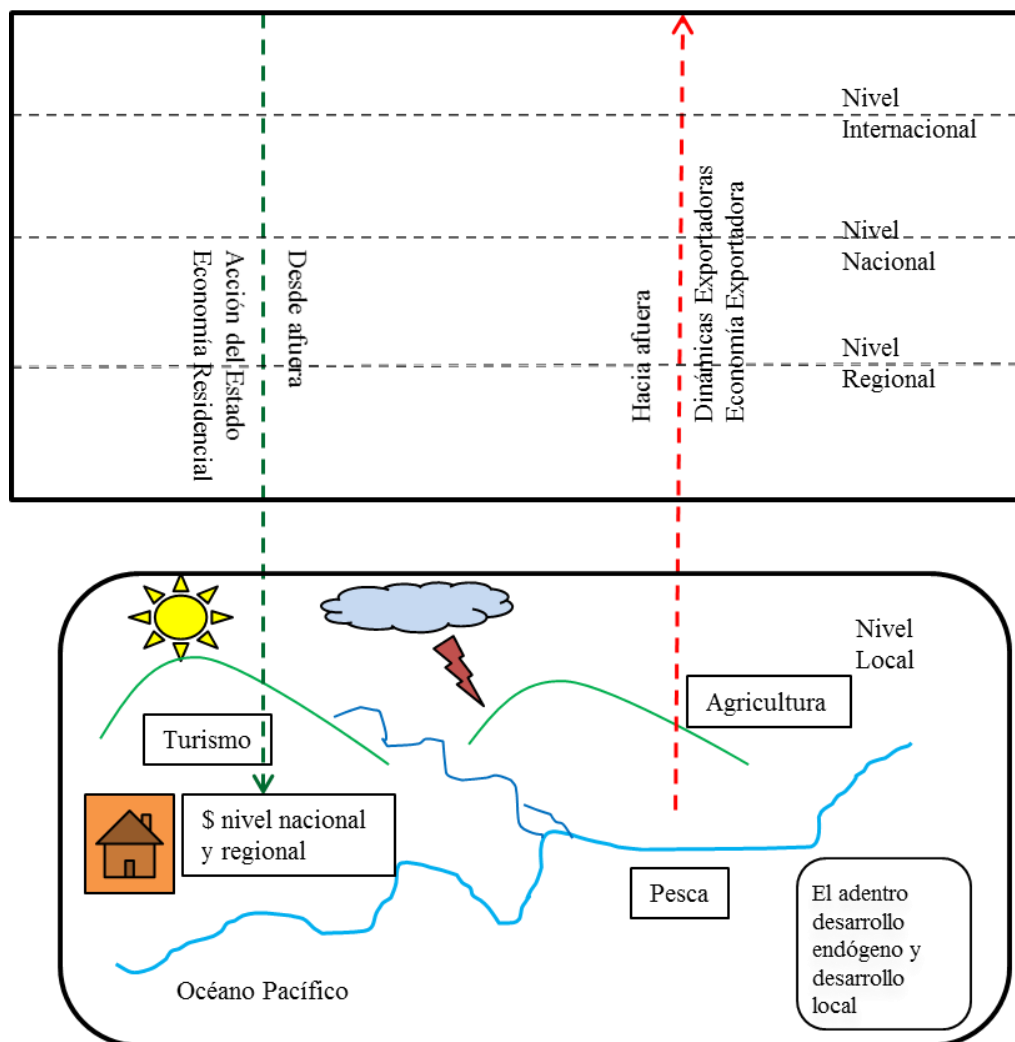 Nivel
Internacional
Nivel
Nacional
Nivel
Regional
Desde afuera
Acción del Estado
Economía Residencial
Hacia afuera
Dinámicas Exportadoras
Economía Exportadora
Nivel
Local
Agricultura
Turismo
$ nivel nacional
y regional
Pesca
El adentro
desarrollo
endógeno y
desarrollo
local
Océano Pacífico